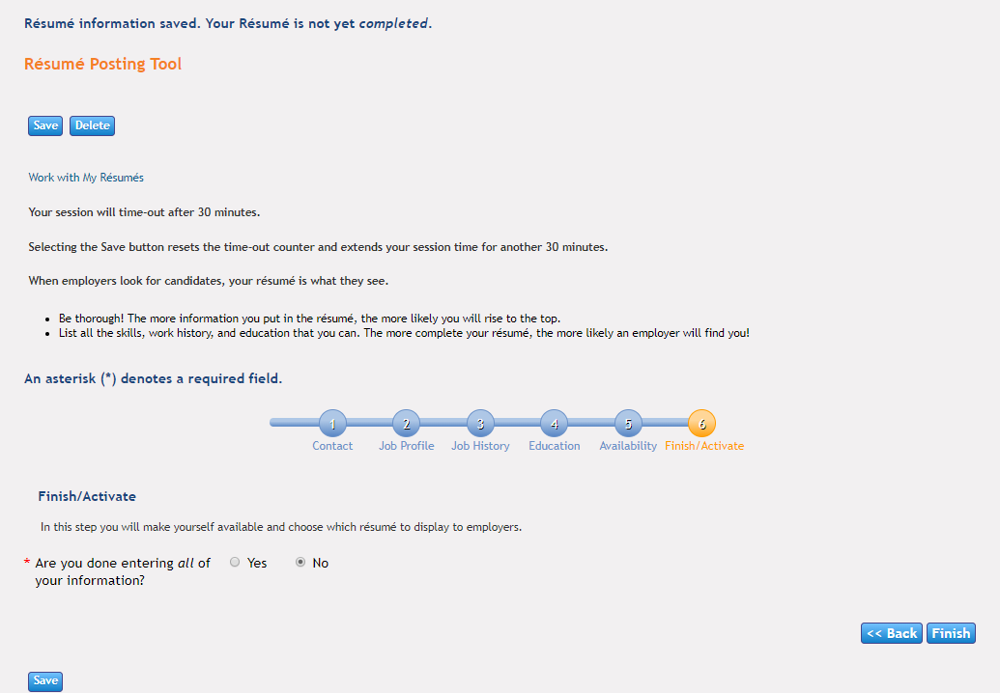 Résumé information saved. Your Résumé is not yet completed.
Résumé Posting Tool
Save Delete
Work with My Résumés
Your session will time-out after 30 minutes.
Selecting the Save button resets the time-out counter and extends your session time for another 30 minutes.
When employers look for candidates, your résumé is what they see.
• Be thorough! The more information you put in the résumé, the more likely you will rise to the top.
• List all the skills, work history, and education that you can. The more complete your résumé, the more likely an employer will find you!
An asterisk (*) denotes a required field.
1 2 3 4 5 6
Contact Job Profile Job History Education Availability Finish/Activate
Finish/Activate
In this step you will make yourself available and choose which résumé to display to employers.
* Are you done entering all of Yes No
your information?
<< Back Finish
Save